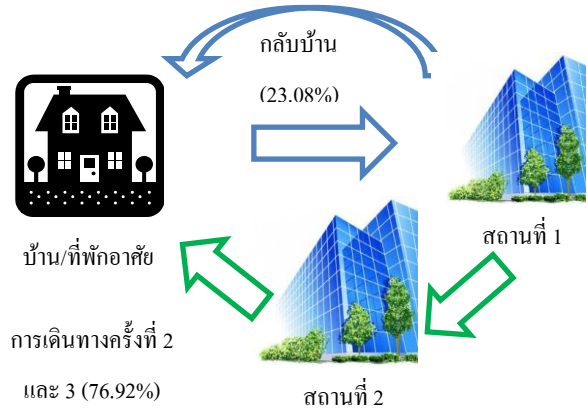 กลับบ้าน
(23.08%)
สถานที่ 1
บ้าน/ที่พักอาศัย
การเดินทางครั้งที่ 2
และ 3 (76.92%)
สถานที่ 2